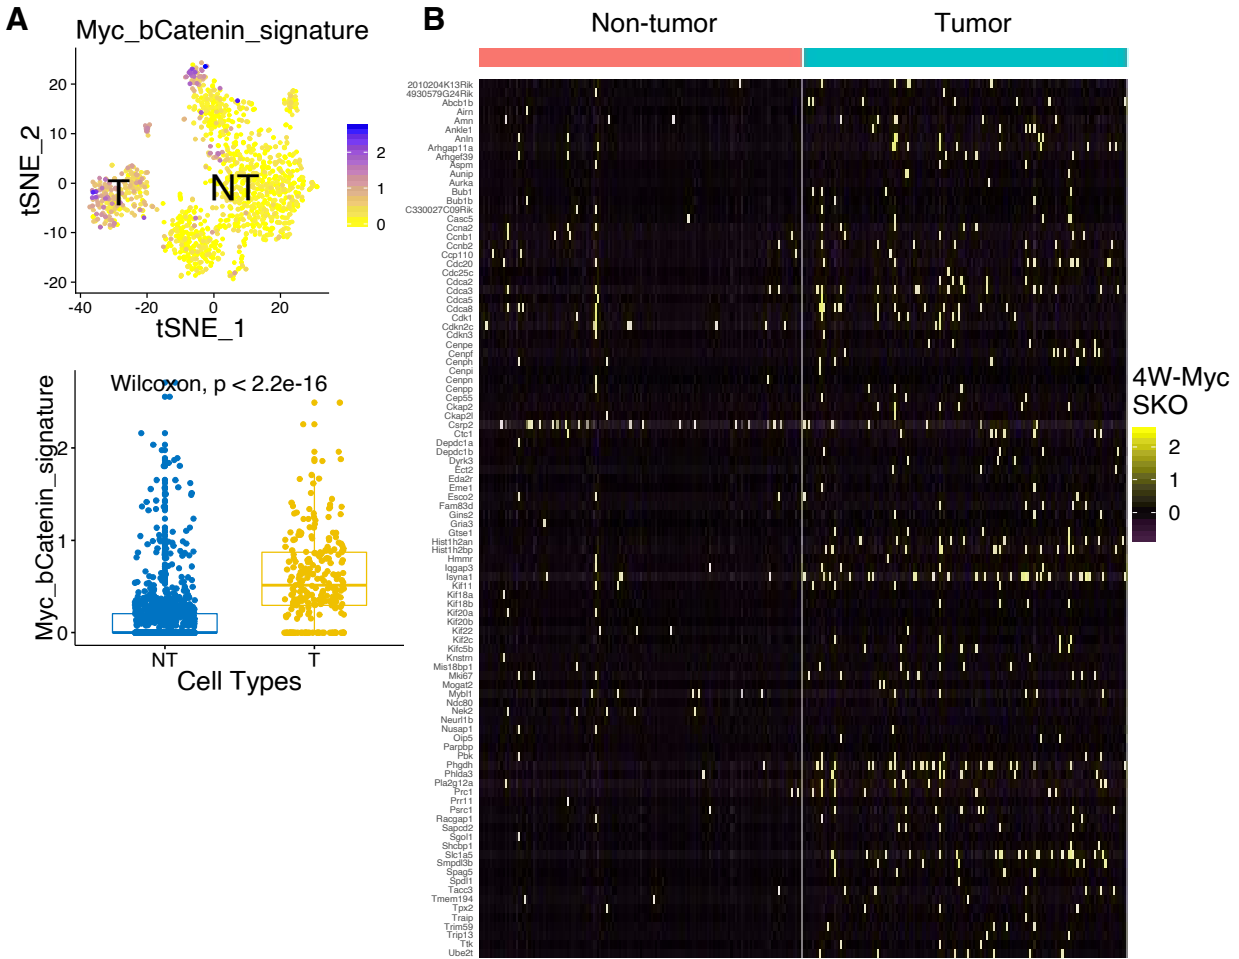 A
Myc_bCatenin_signature
20
10
0
-10
-20
-40
-20
0
20
tSNE_2
tSNE_1
T
NT
2
1
0
Wilcoxon, p < 2.2e-16
Myc_bCatenin_signature
2
1
0
NT
T
Cell Types
B
Non-tumor
Tumor
2010204K13Rik
4930579G24Rik
Abcb1b
Airn
Amn
Ankle1
Anln
Arhgap11a
Arhgef39
Aspm
Aunip
Aurka
Bub1
Bub1b
C330027C09Rik
Casc5
Ccna2
Ccnb1
Ccnb2
Ccp110
Cdc20
Cdc25c
Cdca2
Cdca3
Cdca5
Cdca8
Cdk1
Cdkn2c
Cdkn3
Cenpe
Cenpf
Cenph
Cenpi
Cenpn
Cenpp
Cep55
Ckap2
Ckap2l
Csrp2
Ctc1
Depdc1a
Depdc1b
Dyrk3
Ect2
Eda2r
Eme1
Esco2
Fam83d
Gins2
Gria3
Gtse1
Hist1h2an
Hist1h2bp
Hmmr
Iqgap3
Isyna1
Kif11
Kif18a
Kif18b
Kif20a
Kif20b
Kif22
Kif2c
Kifc5b
Knstrn
Mis18bp1
Mki67
Mogat2
Mybl1
Ndc80
Nek2
Neurl1b
Nusap1
Oip5
Parpbp
Pbk
Phgdh
Phlda3
Pla2g12a
Prc1
Prr11
Psrc1
Racgap1
Sapcd2
Sgol1
Shcbp1
Slc1a5
Smpdl3b
Spag5
Spdl1
Tacc3
Tmem194
Tpx2
Traip
Trim59
Trip13
Ttk
Ube2t
4W-Myc
SKO
2
1
0